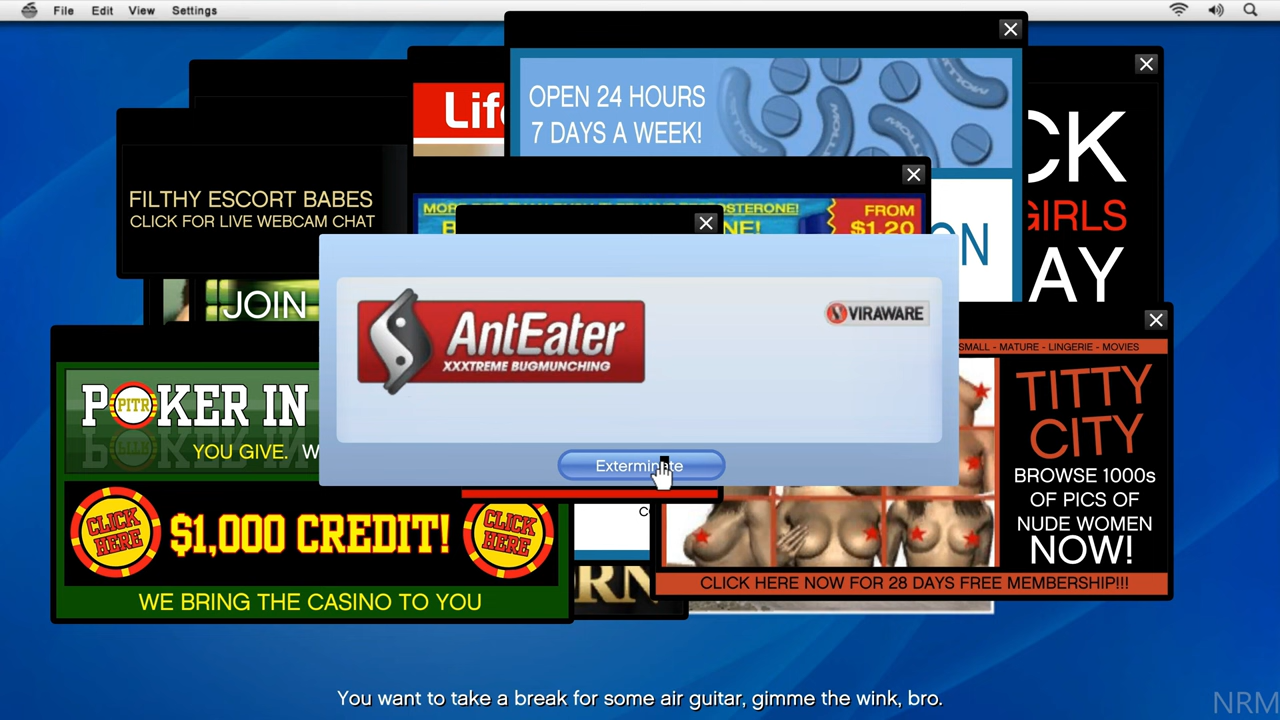 File Edit View Settings
OPEN 24 HOURS
7 DAYS A WEEK!
FILTHY ESCORT BABES
CLICK FOR LIVE WEBCAM CHAT
FROM
$1.20
GIRLS
JOIN
AntEater
XXXTREME BUGMUNCHING
VIRAWARE
Exterminate
POKER IN
PITR
YOU GIVE. W
CLICK HERE
$1,000 CREDIT!
CLICK HERE
WE BRING THE CASINO TO YOU
SMALL - MATURE - LINGERIE - MOVIES
TITTY
CITY
BROWSE 1000s
OF PICS OF
NUDE WOMEN
NOW!
CLICK HERE NOW FOR 28 DAYS FREE MEMBERSHIP!!!
You want to take a break for some air guitar, gimme the wink, bro.
NRM